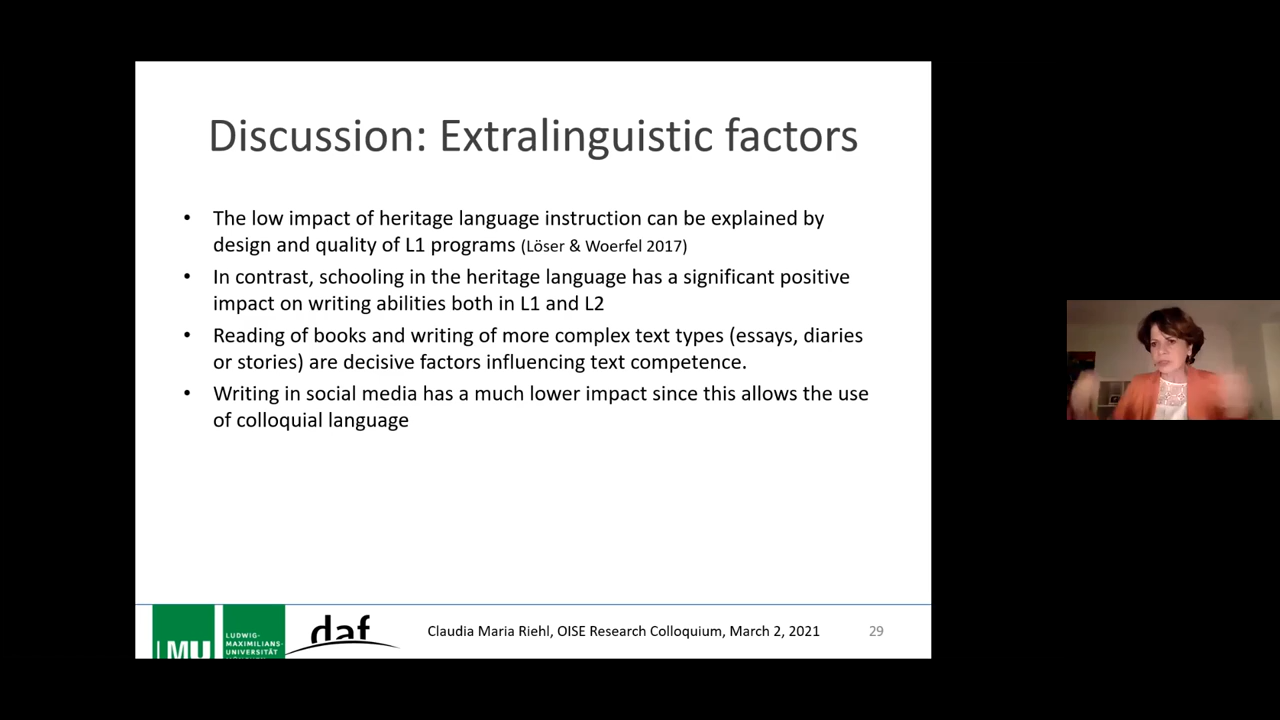 Discussion: Extralinguistic factors
• The low impact of heritage language instruction can be explained by
design and quality of L1 programs (Löser & Woerfel 2017)
• In contrast, schooling in the heritage language has a significant positive
impact on writing abilities both in L1 and L2
• Reading of books and writing of more complex text types (essays, diaries
or stories) are decisive factors influencing text competence.
• Writing in social media has a much lower impact since this allows the use
of colloquial language
LMU
LUDWIG-
MAXIMILIANS-
UNIVERSITÄT
MÜNCHEN
daf
Claudia Maria Riehl, OISE Research Colloquium, March 2, 2021
29